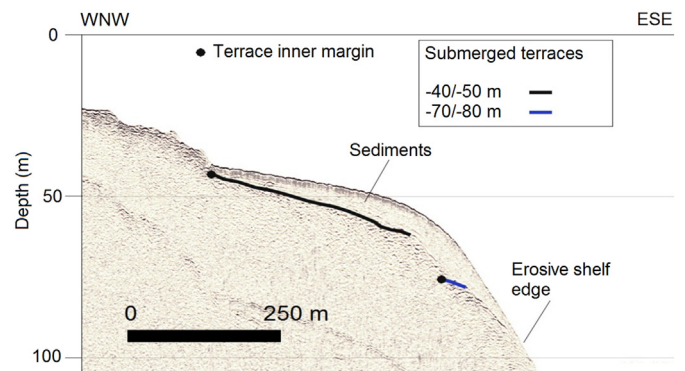 WNW
ESE
0
Terrace inner margin
Submerged terraces
-40/-50 m
-70/-80 m
Sediments
Depth (m)
50
Erosive shelf
edge
0
250 m
100